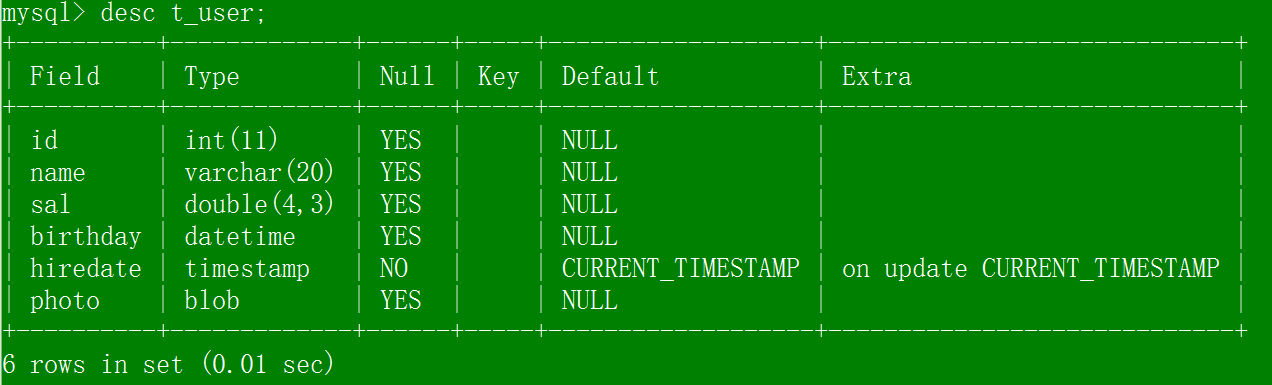 mysql> desc t_user;
+----------+-------------+------+-----+-------------------+-----------------------------+
| Field    | Type        | Null | Key | Default           | Extra                       |
+----------+-------------+------+-----+-------------------+-----------------------------+
| id       | int(11)     | YES  |     | NULL              |                             |
| name     | varchar(20) | YES  |     | NULL              |                             |
| sal      | double(4,3) | YES  |     | NULL              |                             |
| birthday | datetime    | YES  |     | NULL              |                             |
| hiredate | timestamp   | NO   |     | CURRENT_TIMESTAMP | on update CURRENT_TIMESTAMP |
| photo    | blob        | YES  |     | NULL              |                             |
+----------+-------------+------+-----+-------------------+-----------------------------+
6 rows in set (0.01 sec)